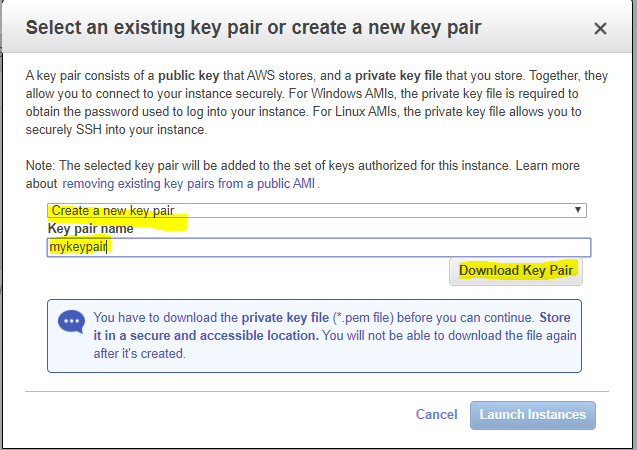 Select an existing key pair or create a new key pair
A key pair consists of a public key that AWS stores, and a private key file that you store. Together, they
allow you to connect to your instance securely. For Windows AMIs, the private key file is required to
obtain the password used to log into your instance. For Linux AMIs, the private key file allows you to
securely SSH into your instance.
Note: The selected key pair will be added to the set of keys authorized for this instance. Learn more
about removing existing key pairs from a public AMI.
Create a new key pair
Key pair name
mykeypair
Download Key Pair
You have to download the private key file (*.pem file) before you can continue. Store
it in a secure and accessible location. You will not be able to download the file again
after it's created.
Cancel Launch Instances